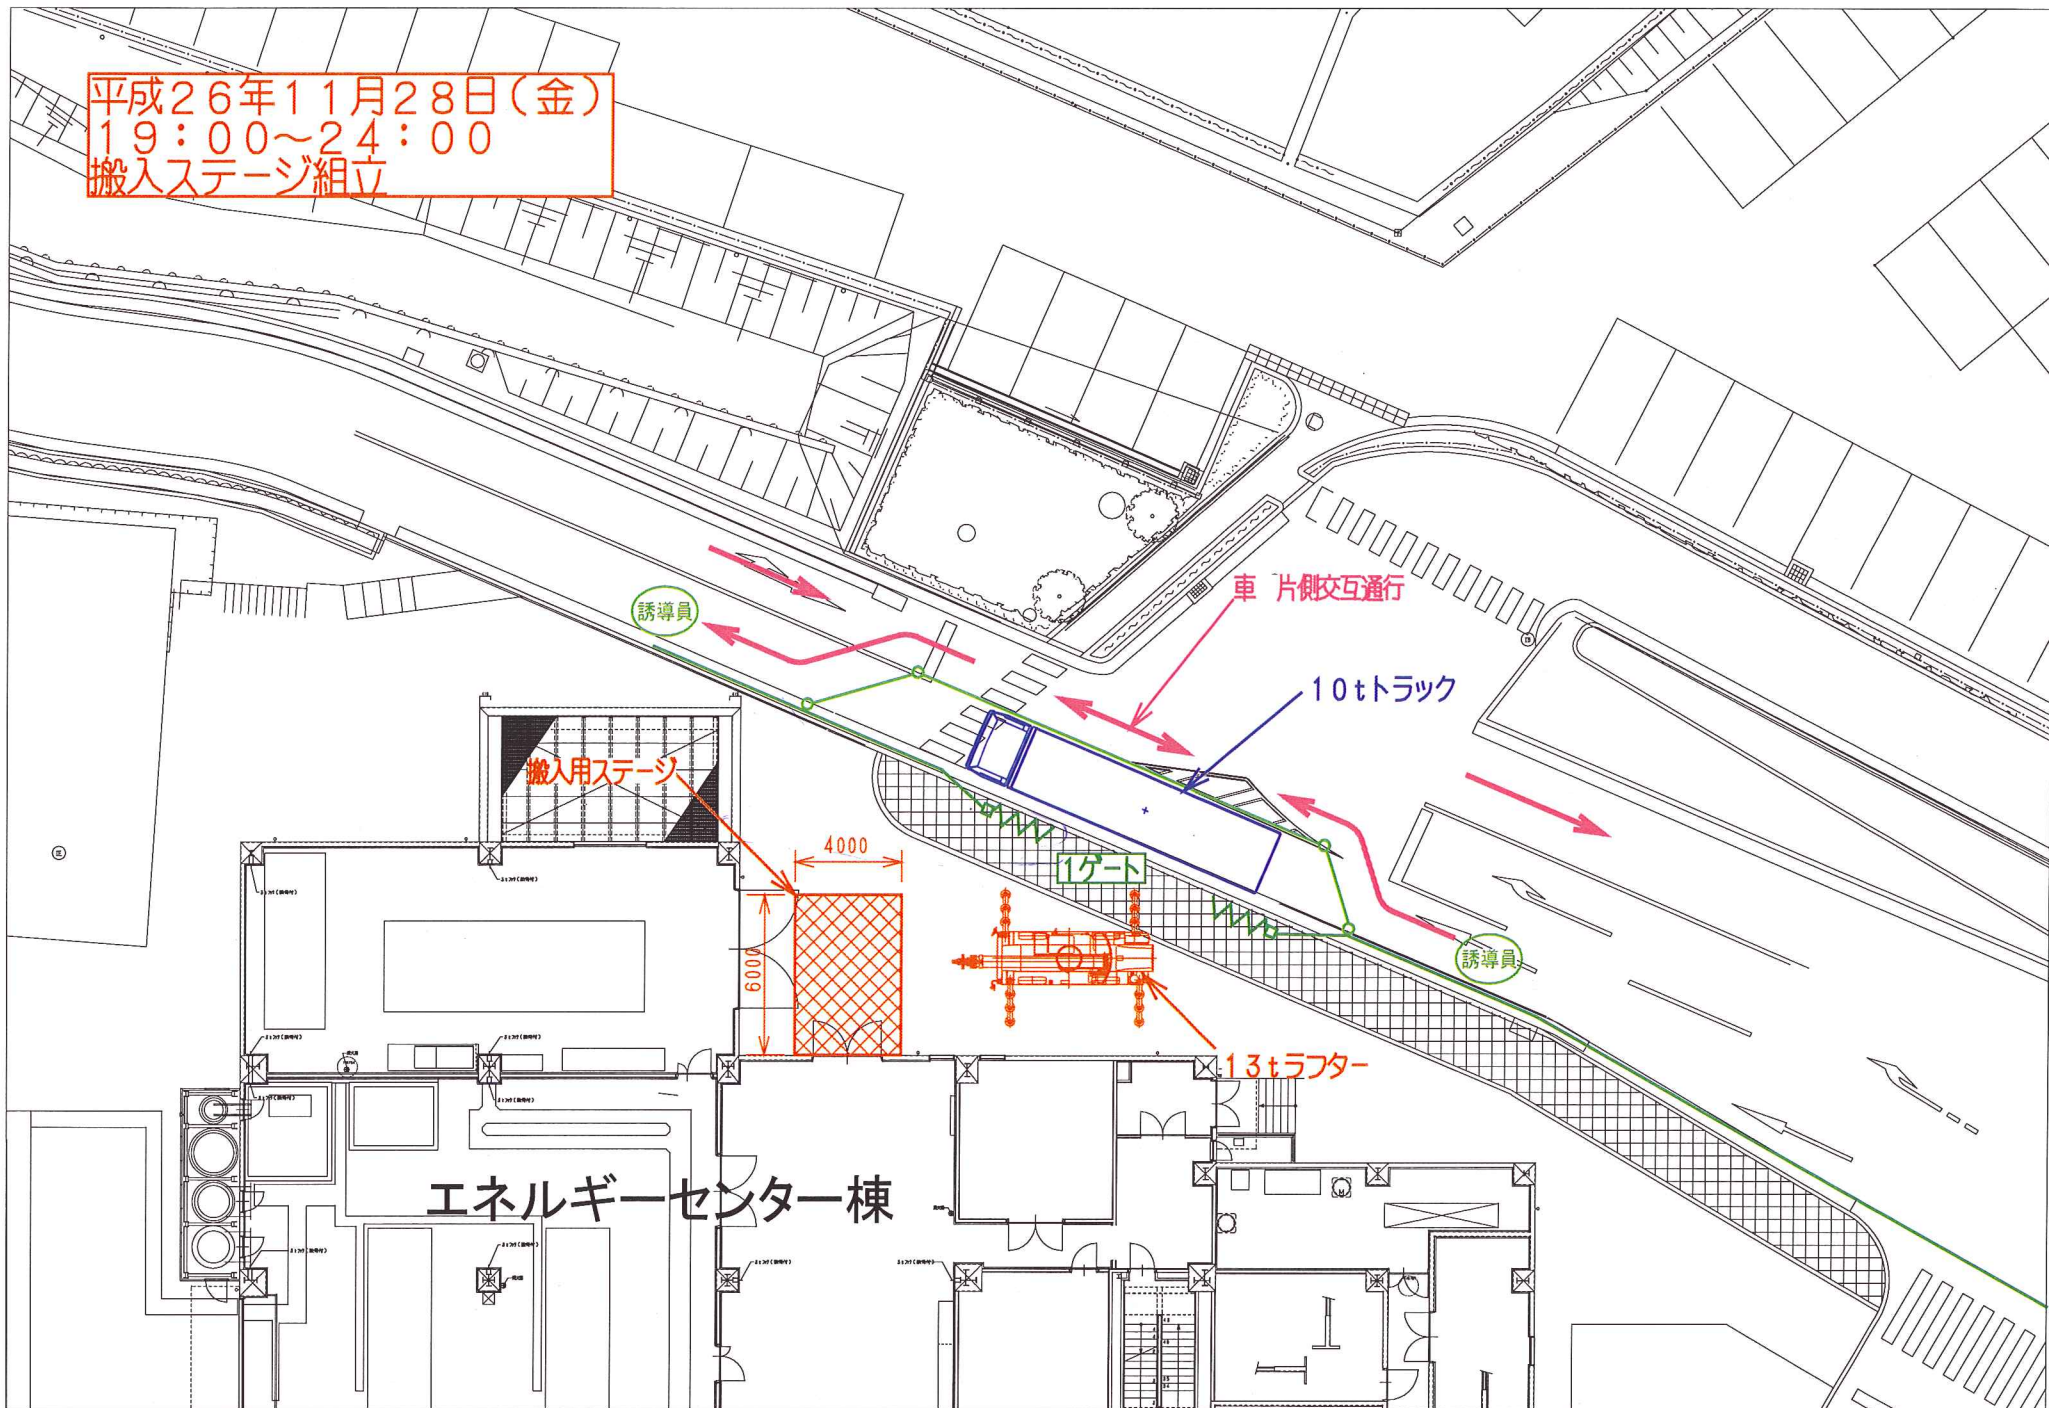 平成26年11月28日(金)
19:00～24:00
搬入ステージ組立
車 片側交互通行
誘導員
10tトラック
搬入用ステージ
4000
1ゲート
6000
誘導員
13tラフター
エネルギーセンター棟